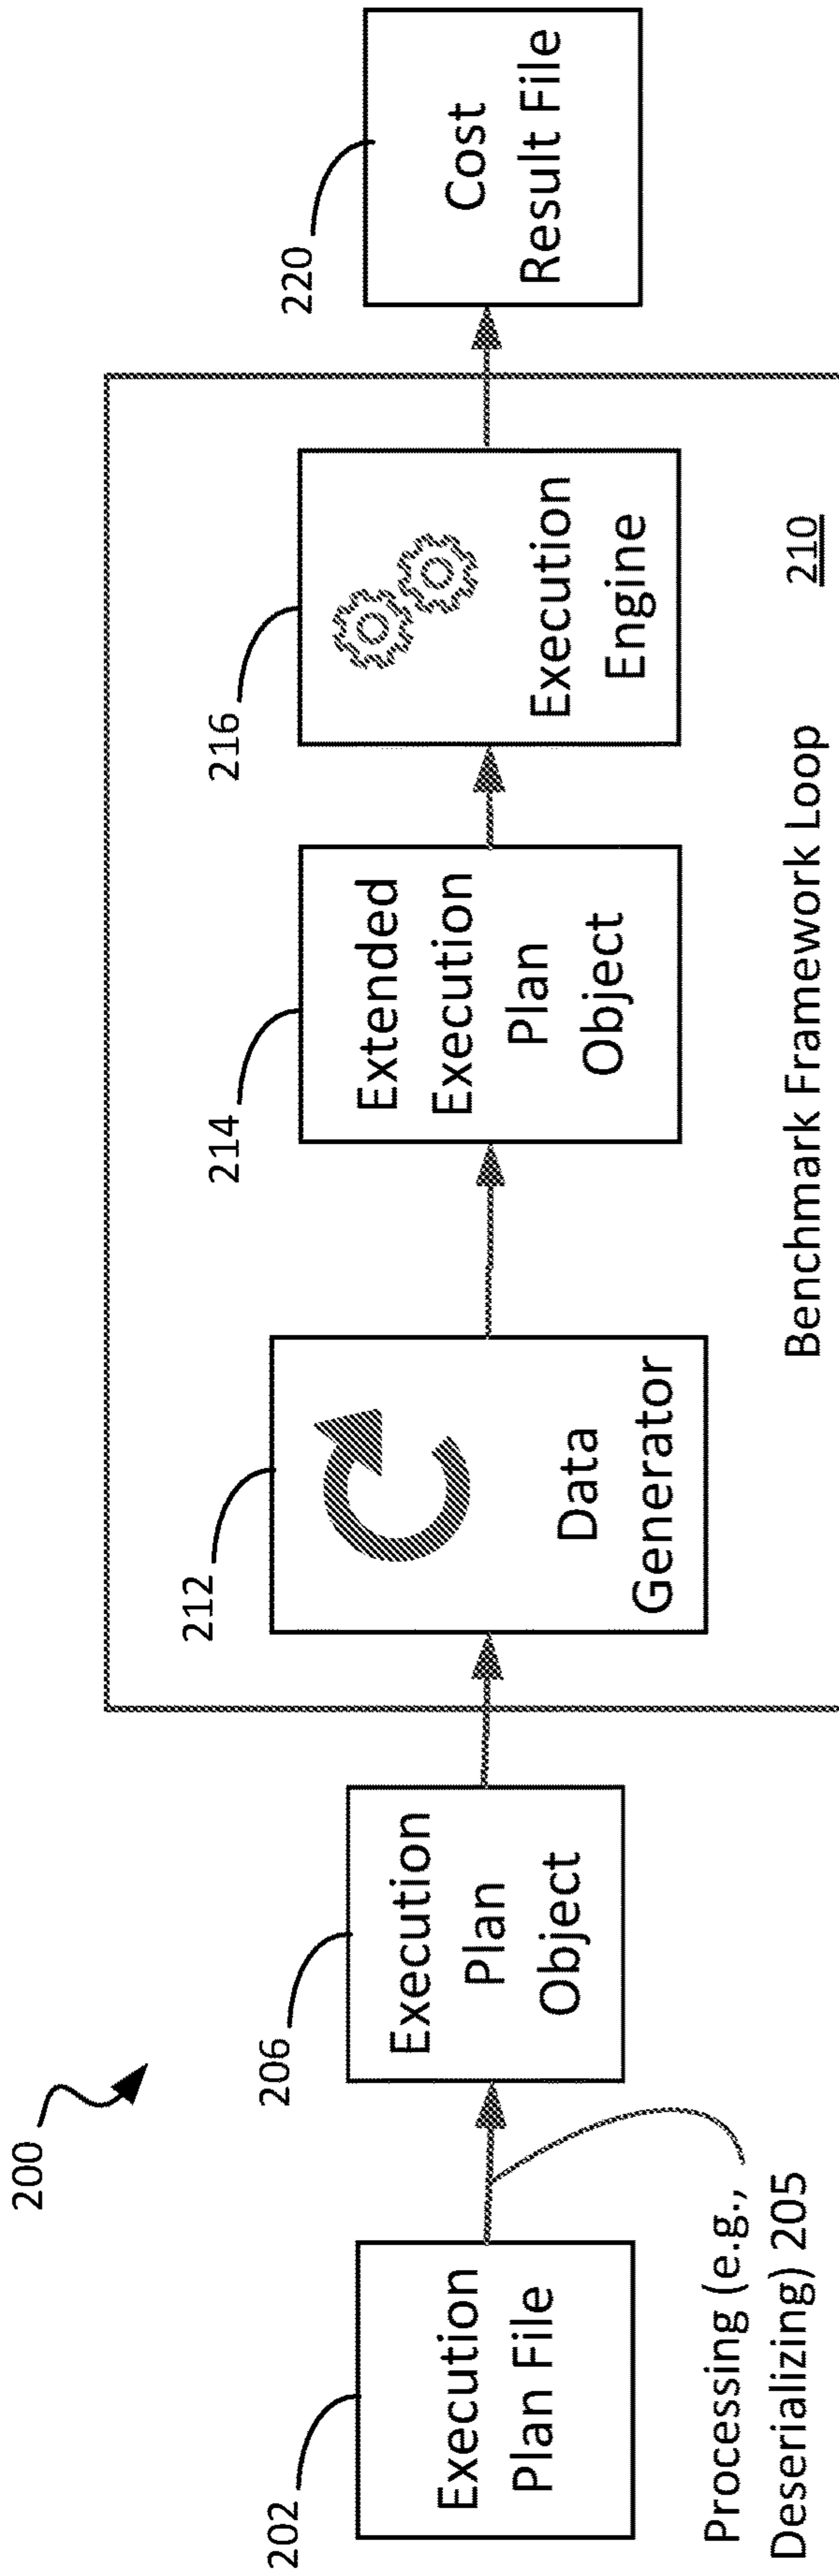 200
202
Execution
Plan File
Processing (e.g.,
Deserializing) 205
206
Execution
Plan
Object
212
Data
Generator
214
Extended
Execution
Plan
Object
216
Execution
Engine
Benchmark Framework Loop
210
220
Cost
Result File